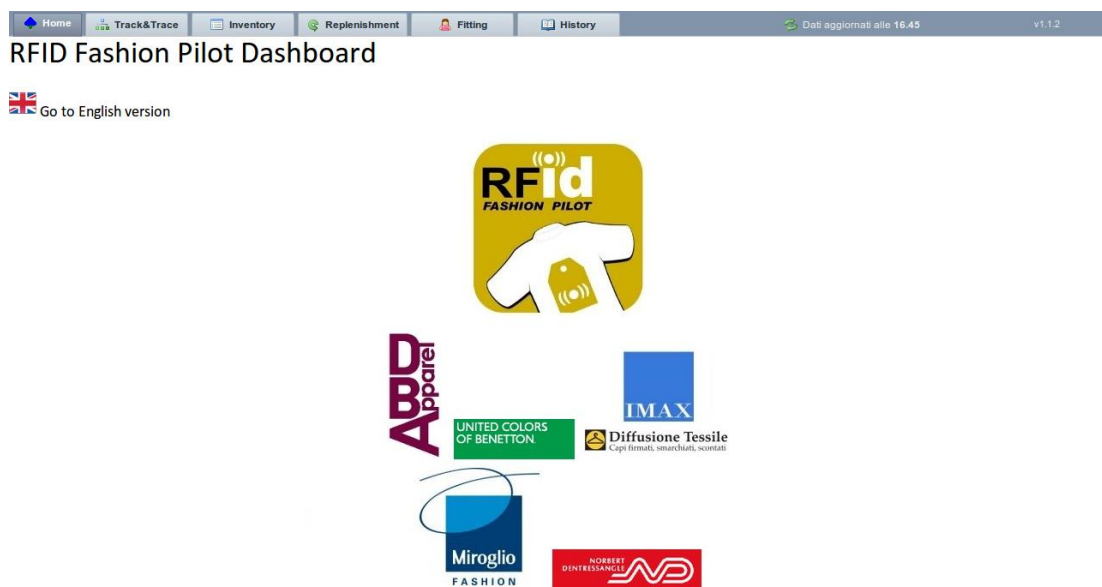 Home Track&Trace Inventory Replenishment Fitting History Dati aggiornati alle 16.45 v1.1.2
RFID Fashion Pilot Dashboard
Go to English version
RFid
FASHION PILOT
ABD Apparel
UNITED COLORS
OF BENETTON.
IMAX
Diffusione Tessile
Capi firmati, smarchiati, scontati
Miroglio
FASHION
NORBERT
DENTRESSANGLE
ND